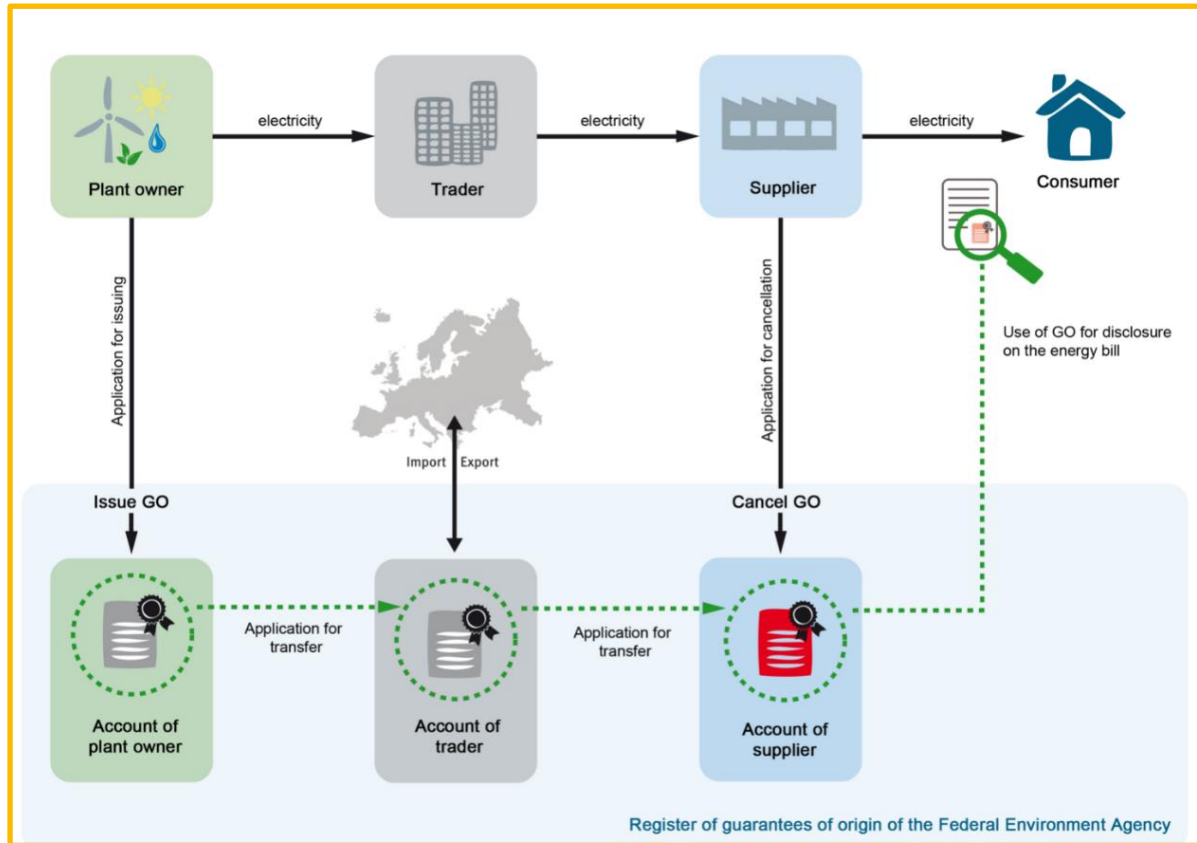 electricity
electricity
electricity
Plant owner
Trader
Supplier
Consumer
Application for issuing
Application for cancellation
Use of GO for disclosure
on the energy bill
Import
Export
Issue GO
Cancel GO
Application for
transfer
Application for
transfer
Account of
plant owner
Account of
trader
Account of
supplier
Register of guarantees of origin of the Federal Environment Agency